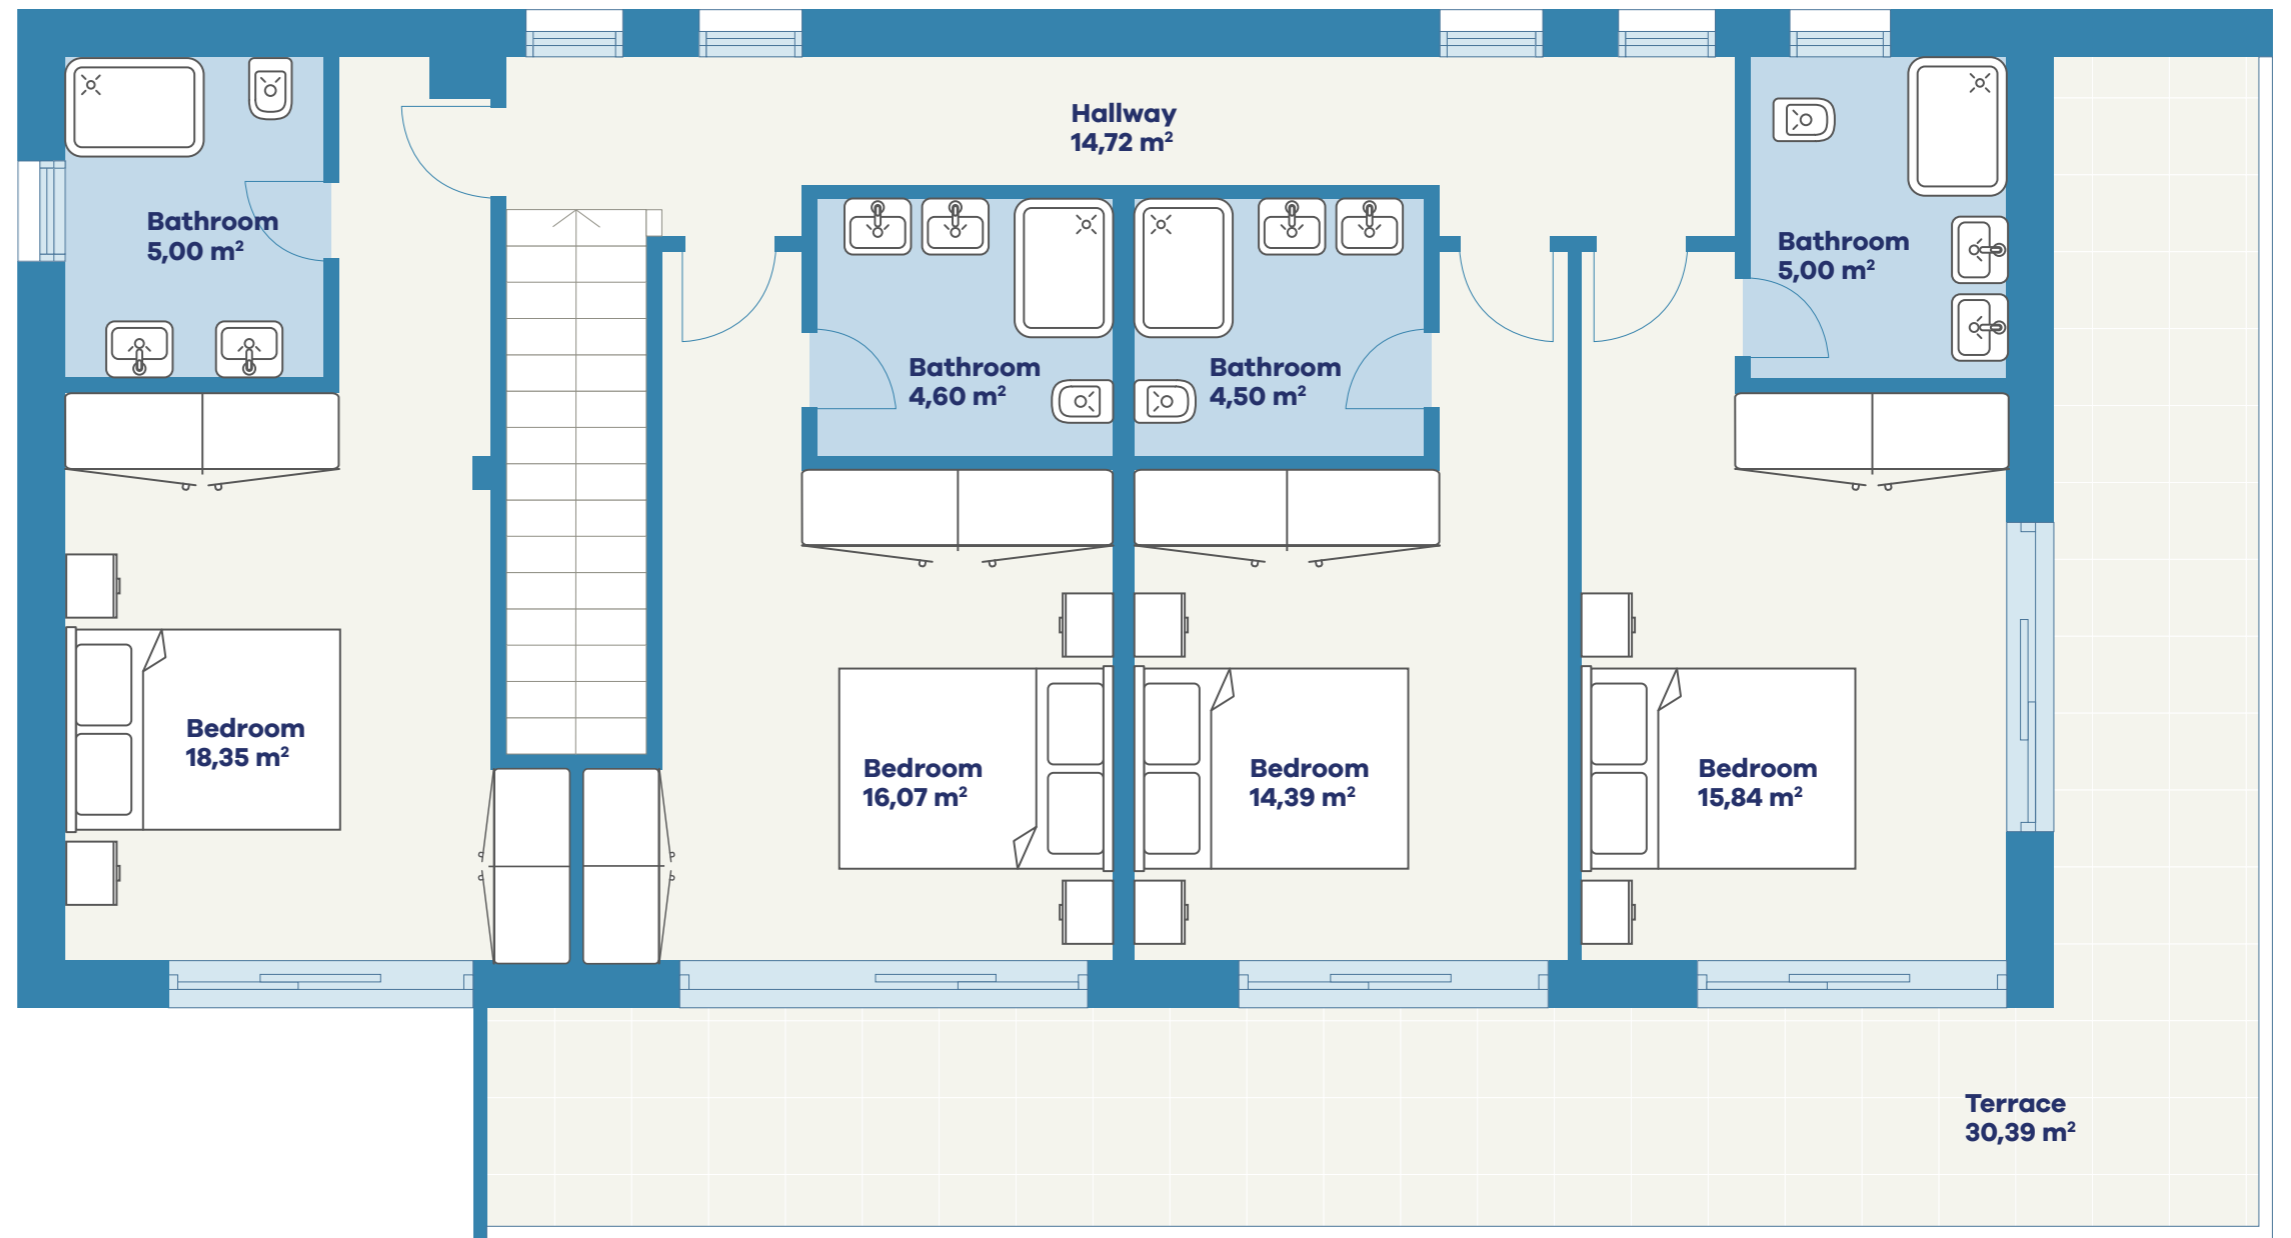 Hallway
14,72 m²
Bathroom
5,00 m²
Bathroom
5,00 m²
Bathroom
4,60 m²
Bathroom
4,50 m²
Bedroom
18,35 m²
Bedroom
16,07 m²
Bedroom
14,39 m²
Bedroom
15,84 m²
Terrace
30,39 m²